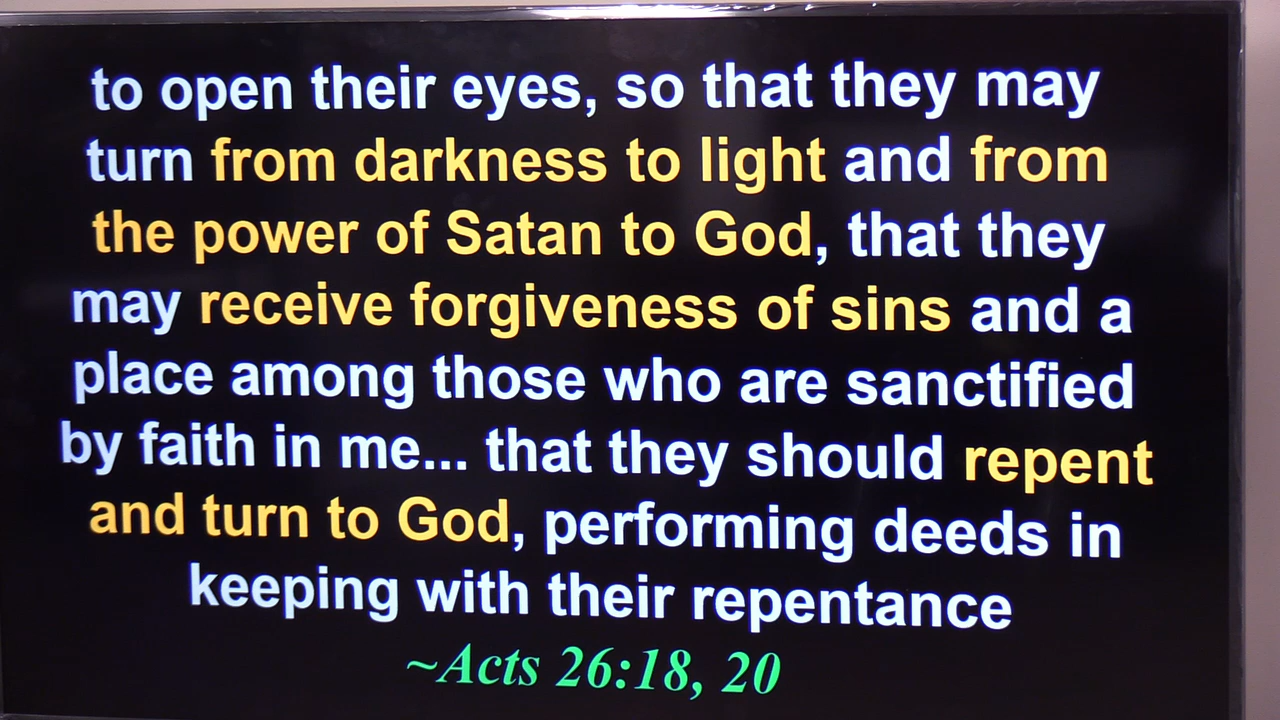 to open their eyes, so that they may
turn from darkness to light and from
the power of Satan to God, that they
may receive forgiveness of sins and a
place among those who are sanctified
by faith in me... that they should repent
and turn to God, performing deeds in
keeping with their repentance
~Acts 26:18, 20